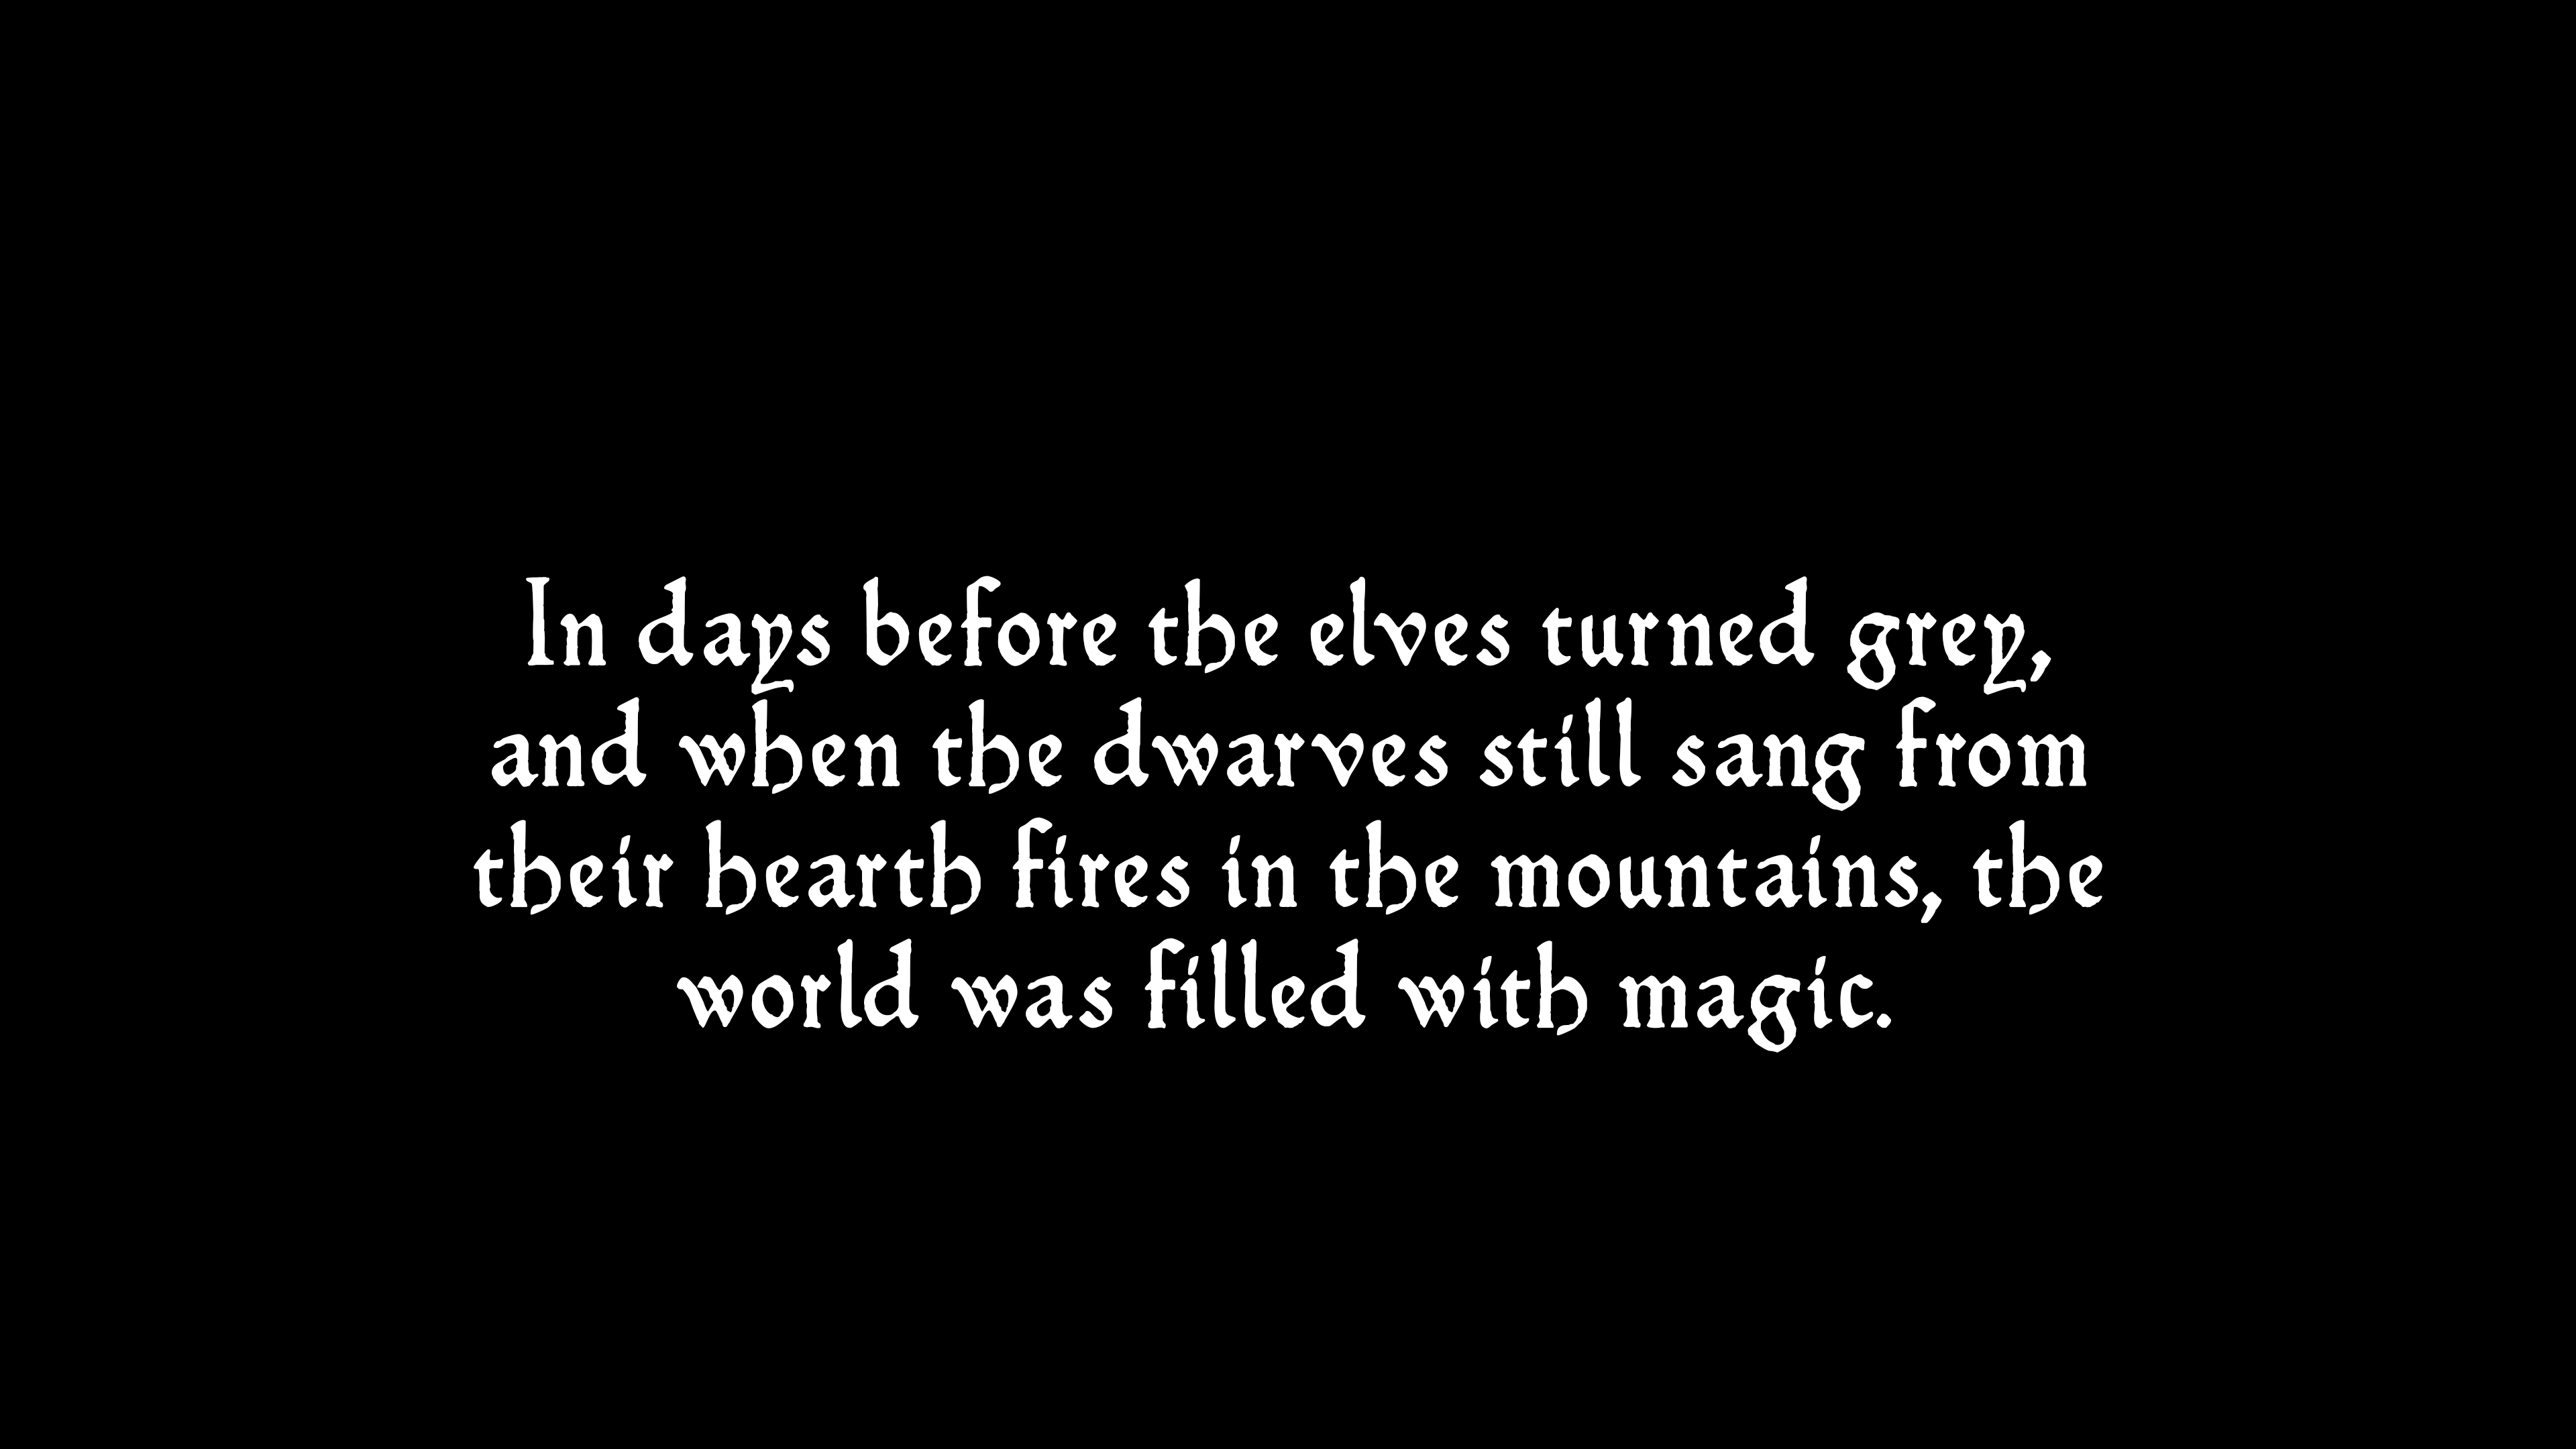 In days before the elves turned grey,
and when the dwarves still sang from
their hearth fires in the mountains, the
world was filled with magic.